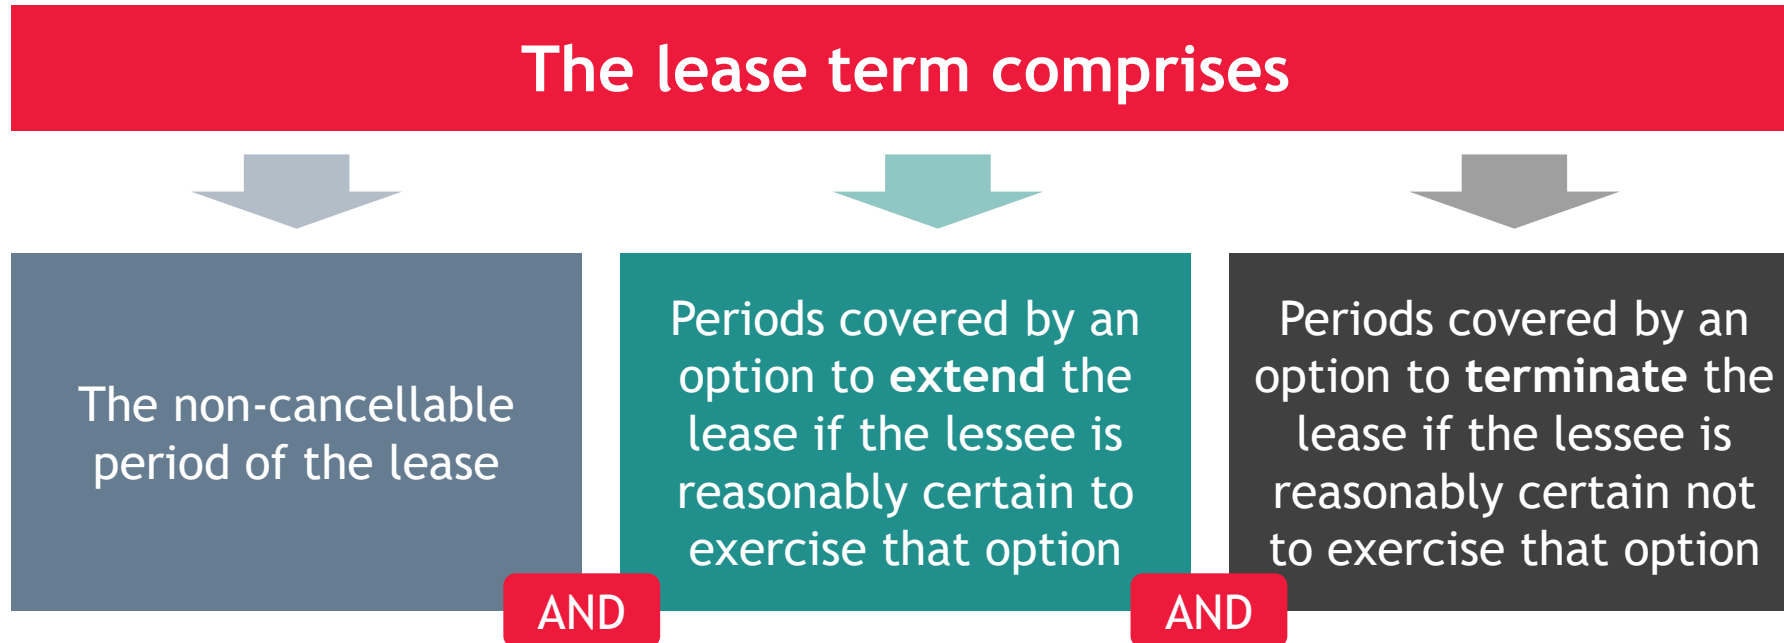 The lease term comprises
The non-cancellable
period of the lease
AND
Periods covered by an
option to extend the
lease if the lessee is
reasonably certain to
exercise that option
AND
Periods covered by an
option to terminate the
lease if the lessee is
reasonably certain not
to exercise that option